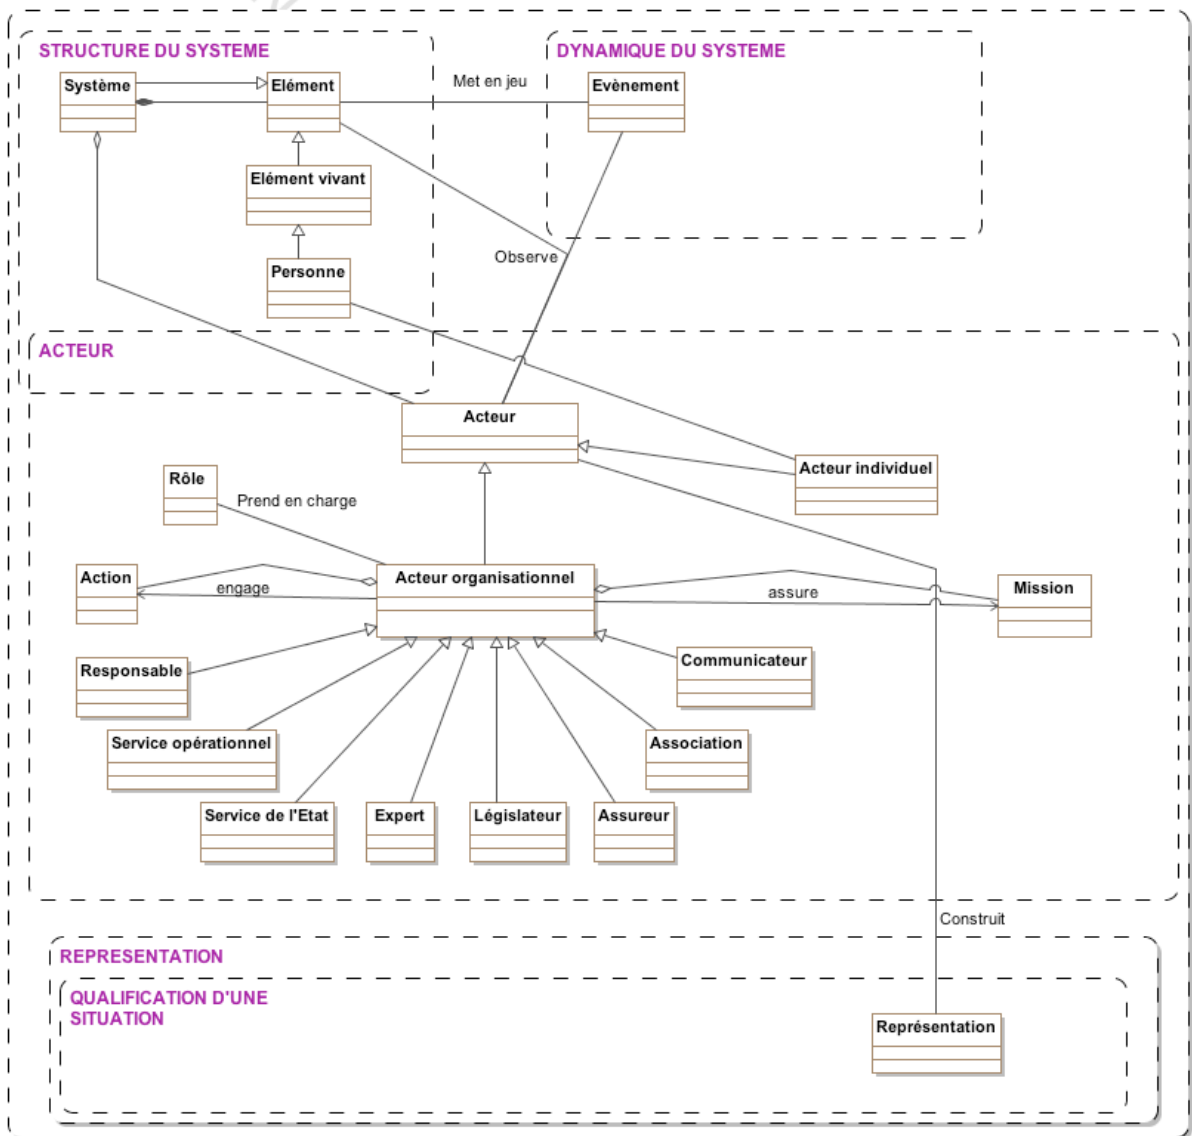 STRUCTURE DU SYSTEME
DYNAMIQUE DU SYSTEME
Système
Elément
Met en jeu
Evènement
Elément vivant
Observe
Personne
ACTEUR
Acteur
Acteur individuel
Rôle
Prend en charge
Action
engage
Acteur organisationnel
assure
Mission
Responsable
Communicateur
Service opérationnel
Association
Service de l'Etat
Expert
Législateur
Assureur
Construit
REPRESENTATION
QUALIFICATION D'UNE
SITUATION
Représentation